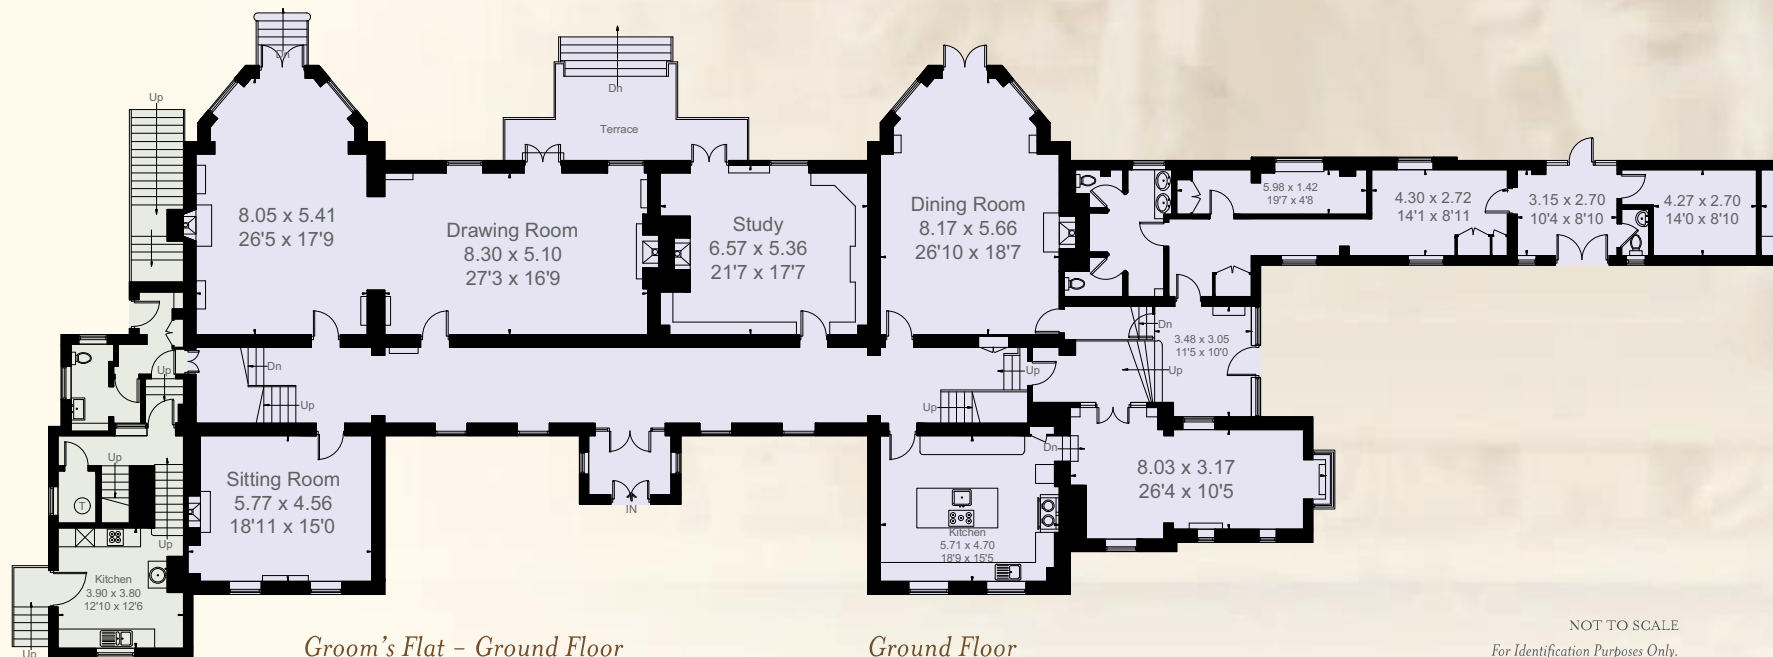 Up
Dn
Dn
Terrace
8.05 x 5.41
26'5 x 17'9
Drawing Room
8.30 x 5.10
27'3 x 16'9
Study
6.57 x 5.36
21'7 x 17'7
Dining Room
8.17 x 5.66
26'10 x 18'7
5.98 x 1.42
19'7 x 4'8
4.30 x 2.72
14'1 x 8'11
3.15 x 2.70
10'4 x 8'10
4.27 x 2.70
14'0 x 8'10
Dn
3.48 x 3.05
11'5 x 10'0
Up
Dn
Up
Up
Up
Up
Up
Dn
Sitting Room
5.77 x 4.56
18'11 x 15'0
IN
8.03 x 3.17
26'4 x 10'5
Kitchen
5.71 x 4.70
18'9 x 15'5
Up
T
Up
Kitchen
3.90 x 3.80
12'10 x 12'6
Up
Groom's Flat – Ground Floor
Ground Floor
NOT TO SCALE
For Identification Purposes Only.